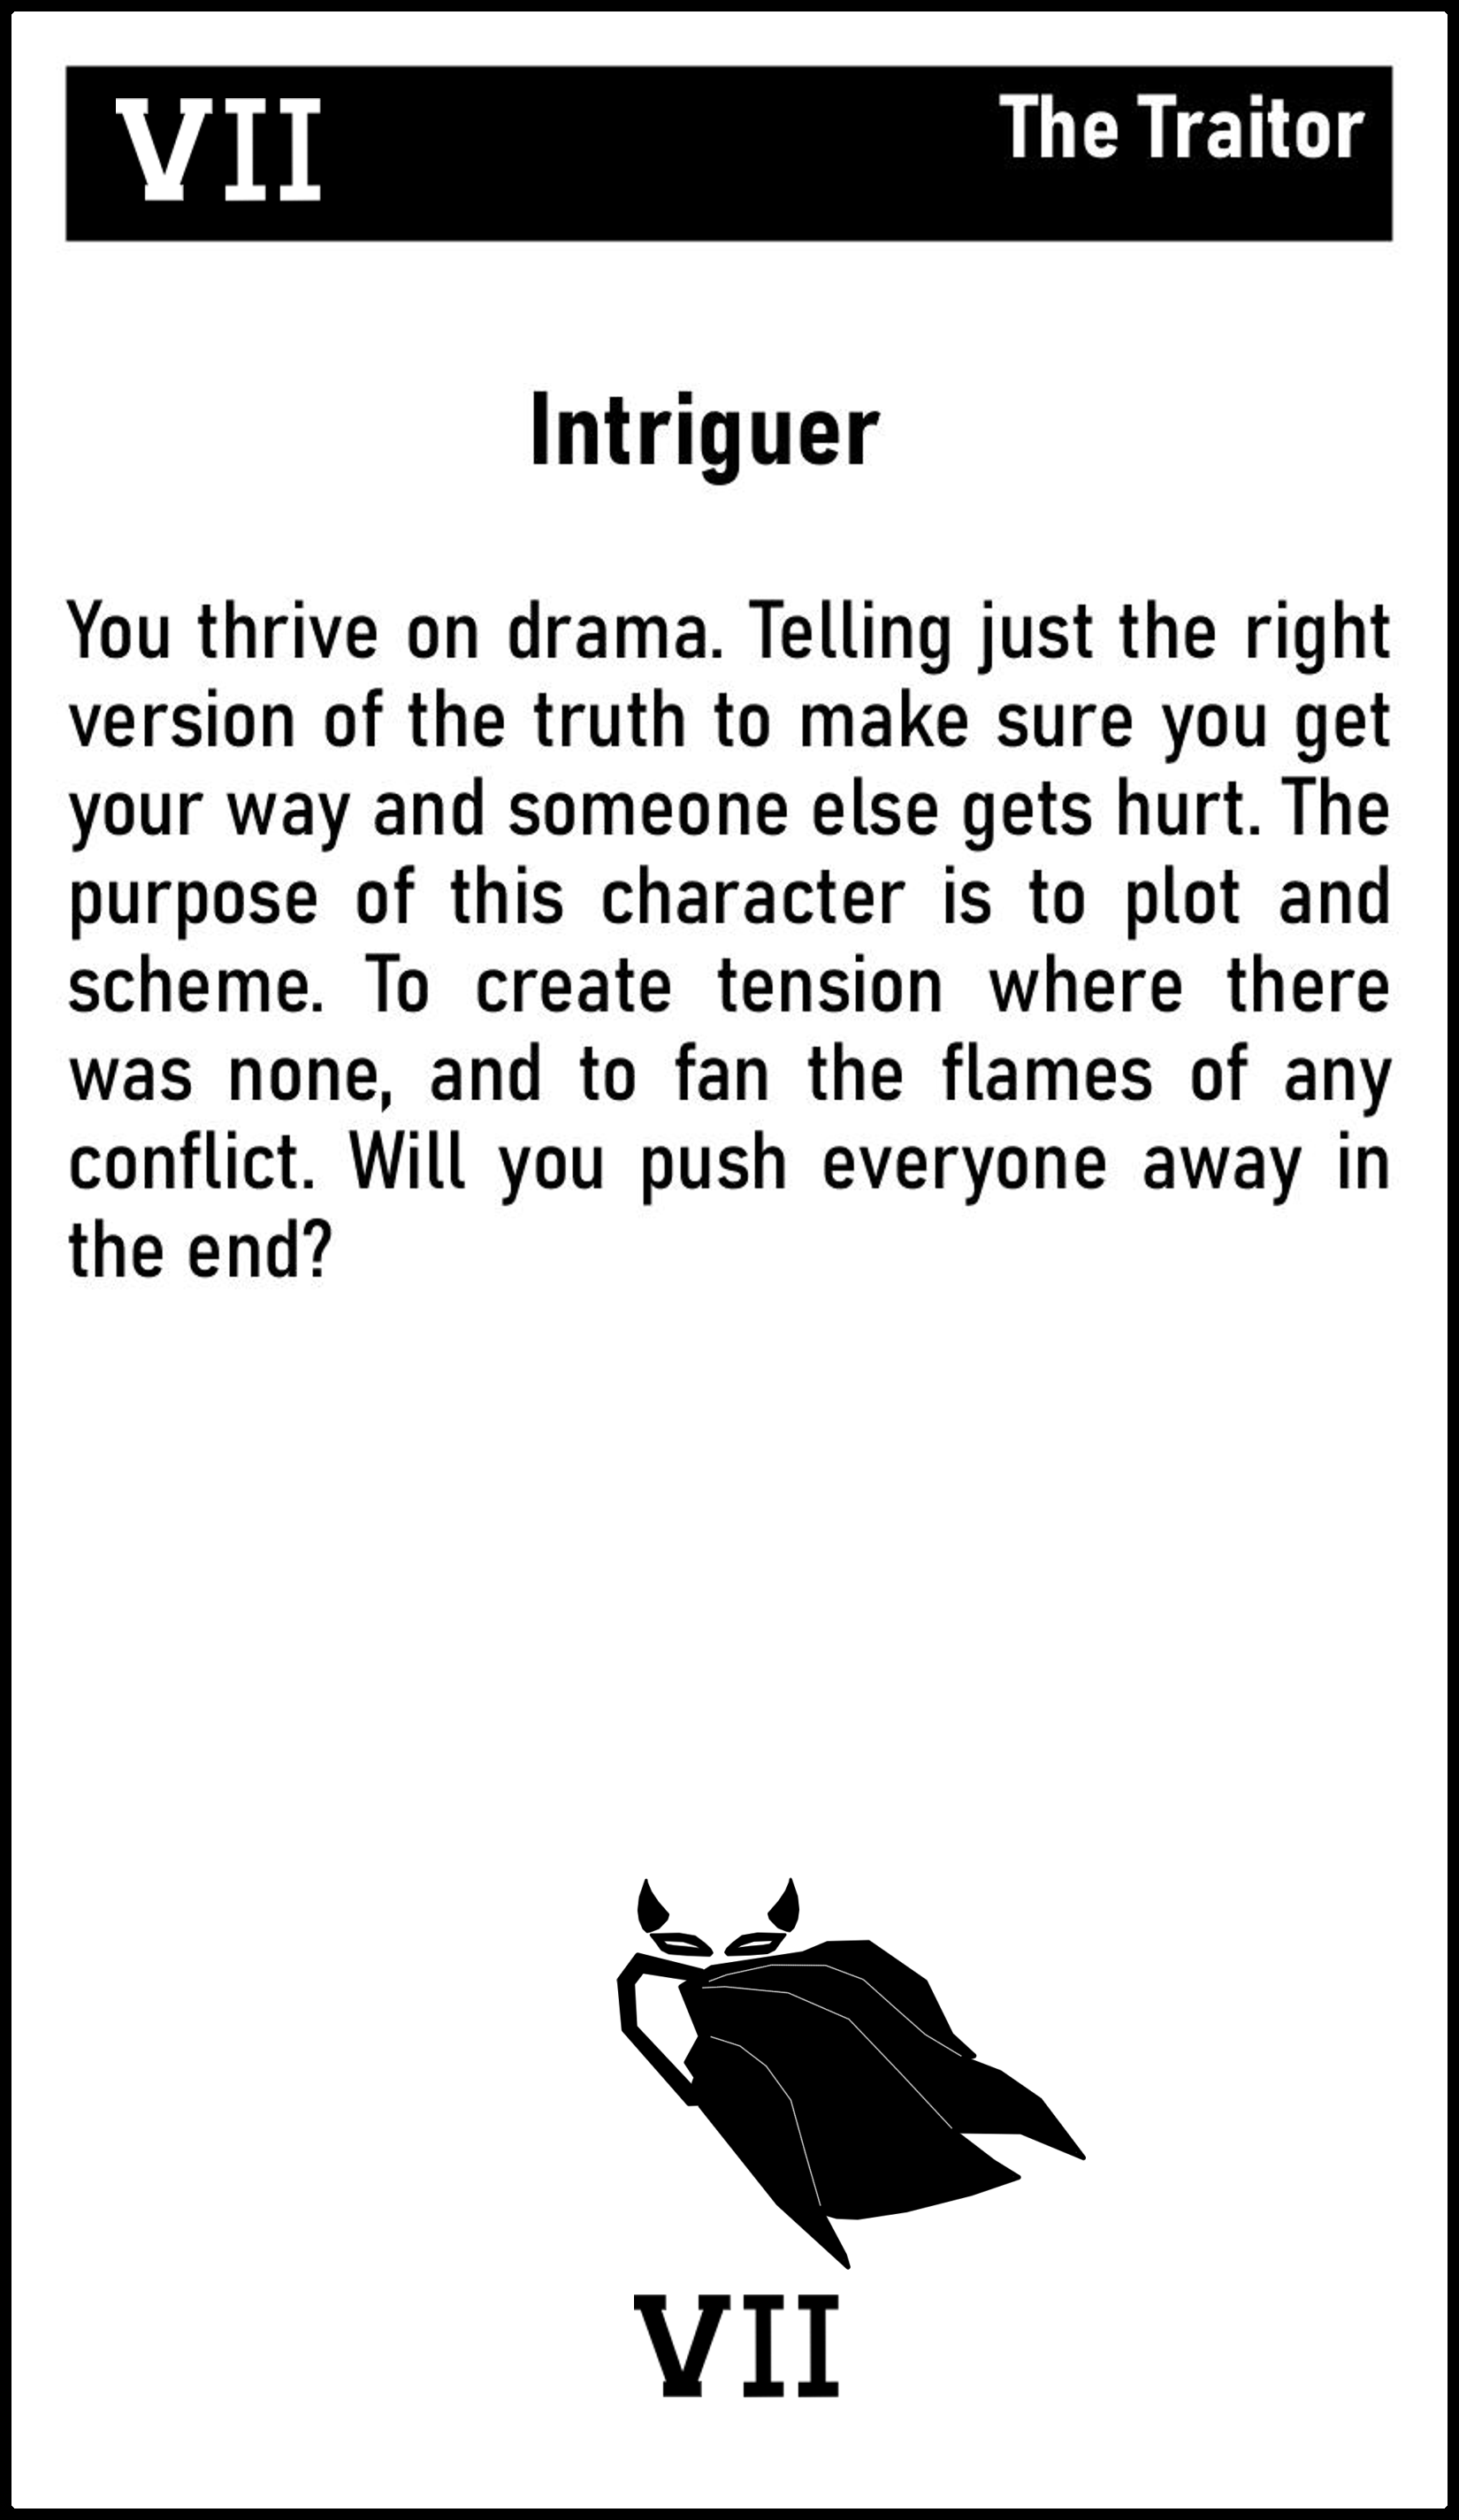 VII
The Traitor
Intriguer
You thrive on drama. Telling just the right
version of the truth to make sure you get
your way and someone else gets hurt. The
purpose of this character is to plot and
scheme. To create tension where there
was none, and to fan the flames of any
conflict. Will you push everyone away in
the end?
VII